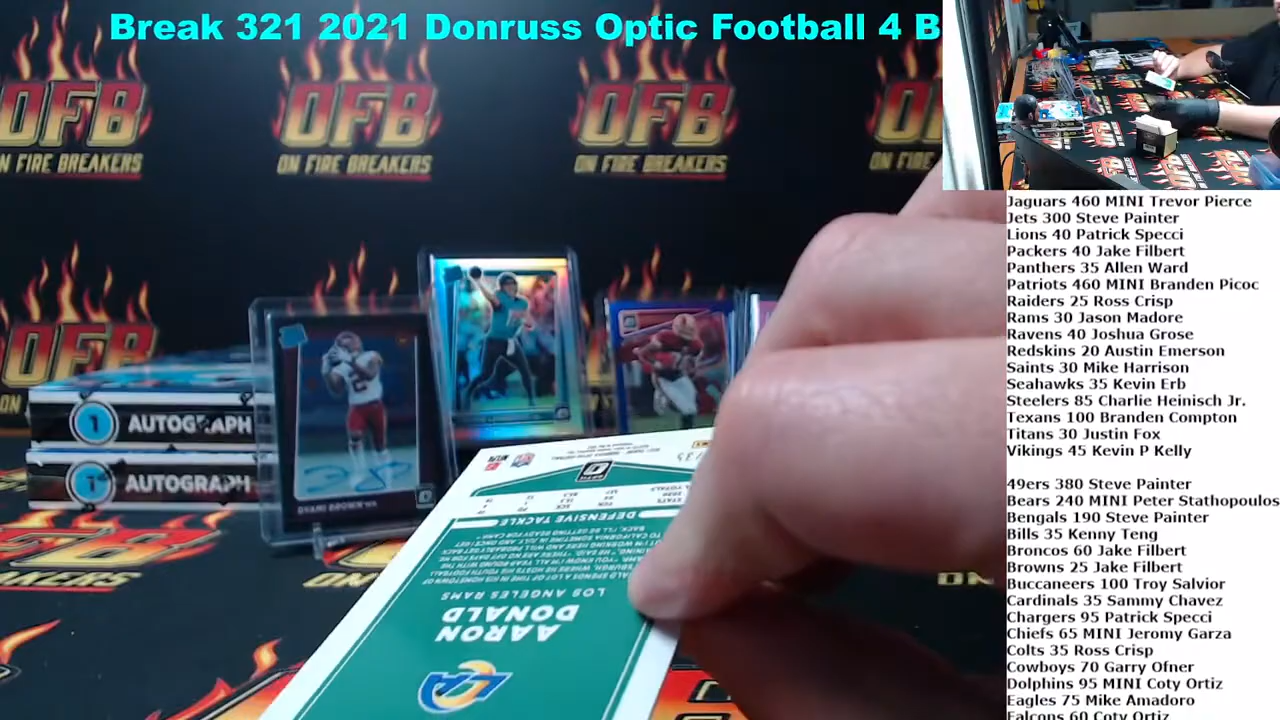 Break 321 2021 Donruss Optic Football 4 B
OFB
ON FIRE BREAKERS
OFB
ON FIRE BREAKERS
OFB
ON FIRE BREAKERS
1 AUTOGRAPH
1 AUTOGRAPH
AARON
DONALD
LOS ANGELES RAMS
DEFENSIVE TACKLE
Jaguars 460 MINI Trevor Pierce
Jets 300 Steve Painter
Lions 40 Patrick Specci
Packers 40 Jake Filbert
Panthers 35 Allen Ward
Patriots 460 MINI Branden Picoc
Raiders 25 Ross Crisp
Rams 30 Jason Madore
Ravens 40 Joshua Grose
Redskins 20 Austin Emerson
Saints 30 Mike Harrison
Seahawks 35 Kevin Erb
Steelers 85 Charlie Heinisch Jr.
Texans 100 Branden Compton
Titans 30 Justin Fox
Vikings 45 Kevin P Kelly
49ers 380 Steve Painter
Bears 240 MINI Peter Stathopoulos
Bengals 190 Steve Painter
Bills 35 Kenny Teng
Broncos 60 Jake Filbert
Browns 25 Jake Filbert
Buccaneers 100 Troy Salvior
Cardinals 35 Sammy Chavez
Chargers 95 Patrick Specci
Chiefs 65 MINI Jeromy Garza
Colts 35 Ross Crisp
Cowboys 70 Garry Ofner
Dolphins 95 MINI Coty Ortiz
Eagles 75 Mike Amadoro
Falcons 60 Coty Ortiz